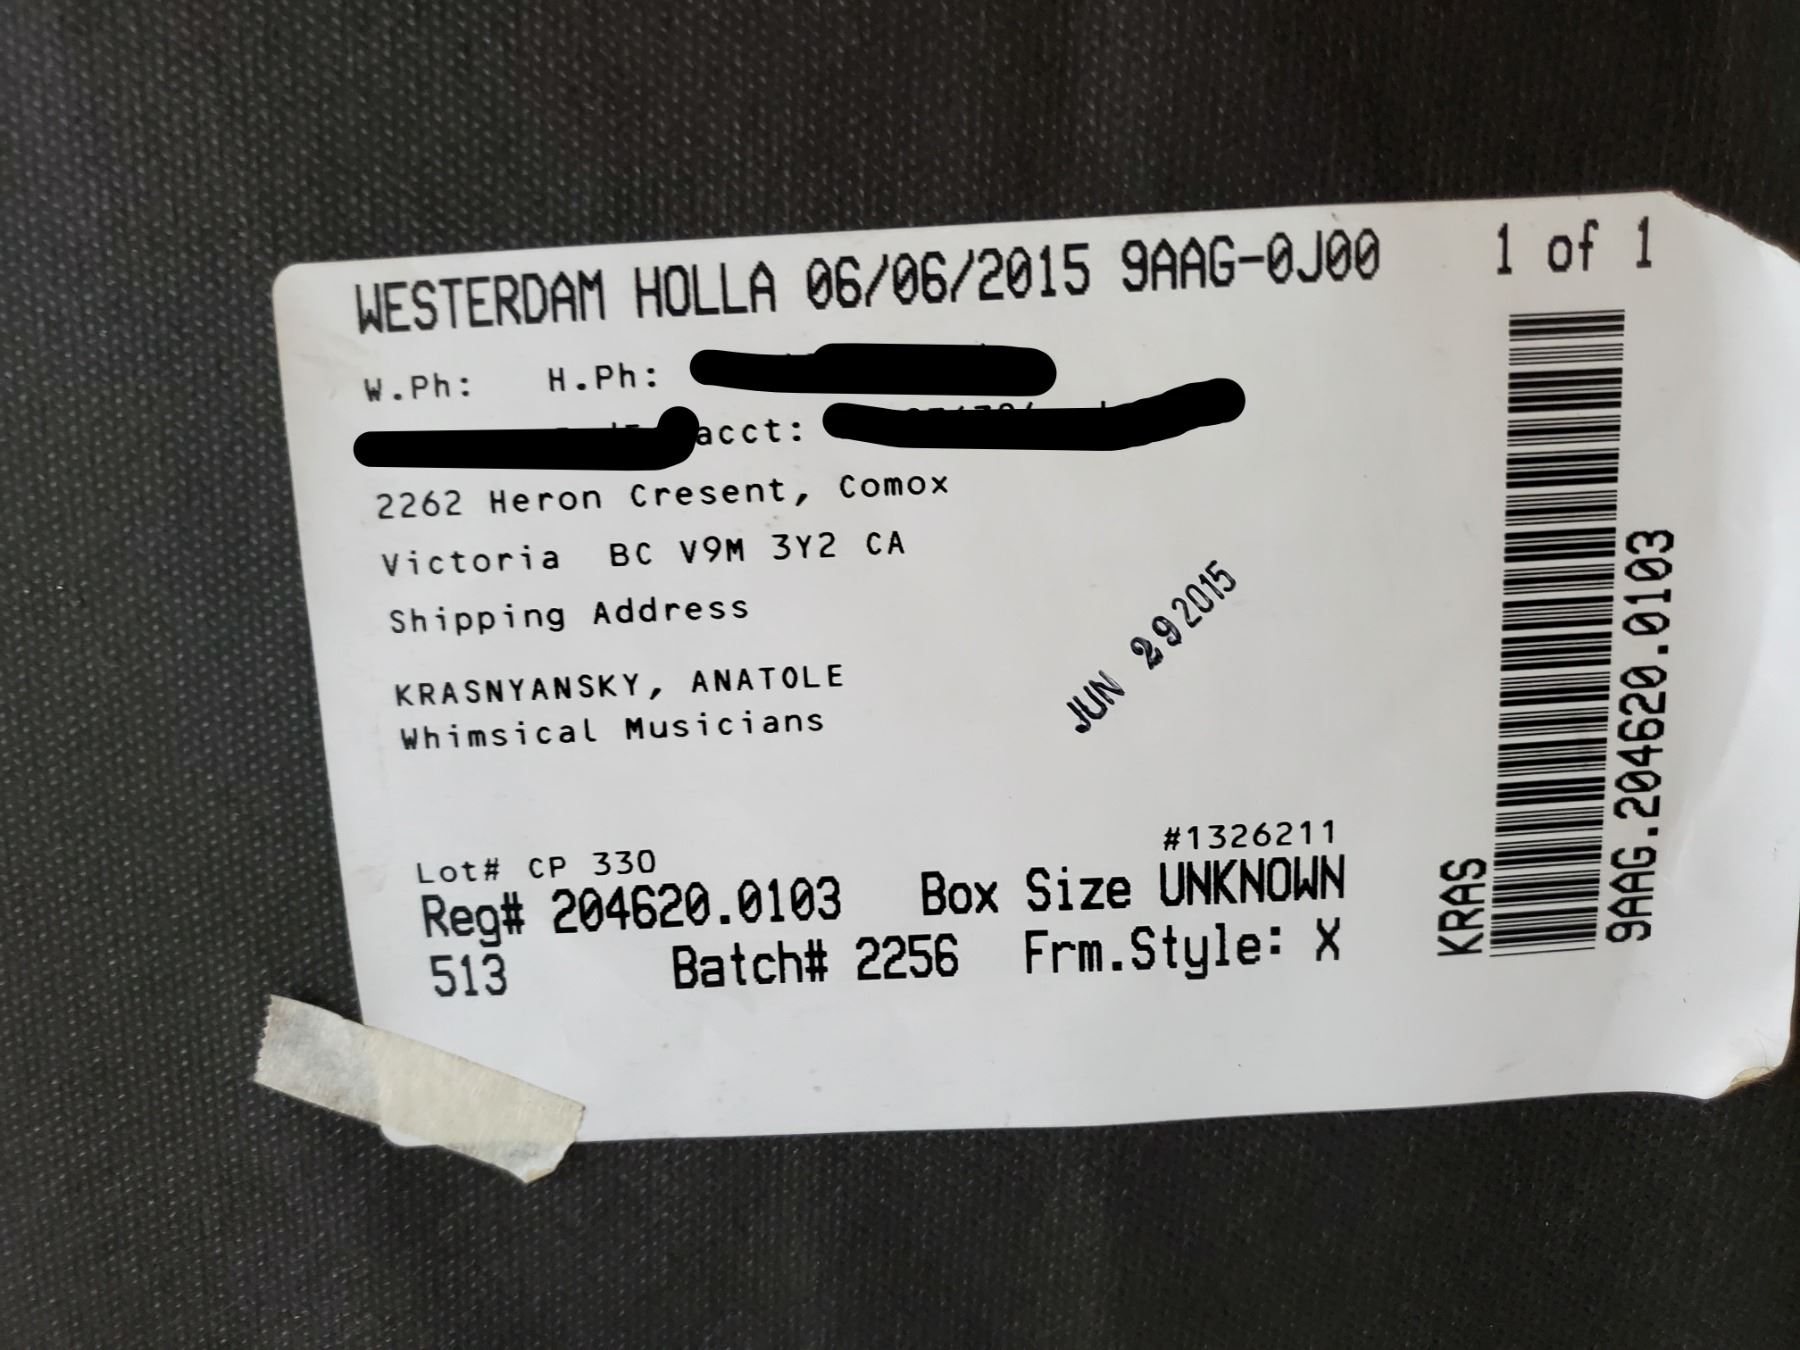 WESTERDAM HOLLA 06/06/2015 9AAG-0J00 1 of 1
W.Ph: H.Ph:
acct:
2262 Heron Cresent, Comox
Victoria BC V9M 3Y2 CA
Shipping Address
KRASNYANSKY, ANATOLE
Whimsical Musicians
JUN 29 2015
Lot# CP 330 #1326211
Reg# 204620.0103 Box Size UNKNOWN
513 Batch# 2256 Frm.Style: X
KRAS
9AAG.204620.0103